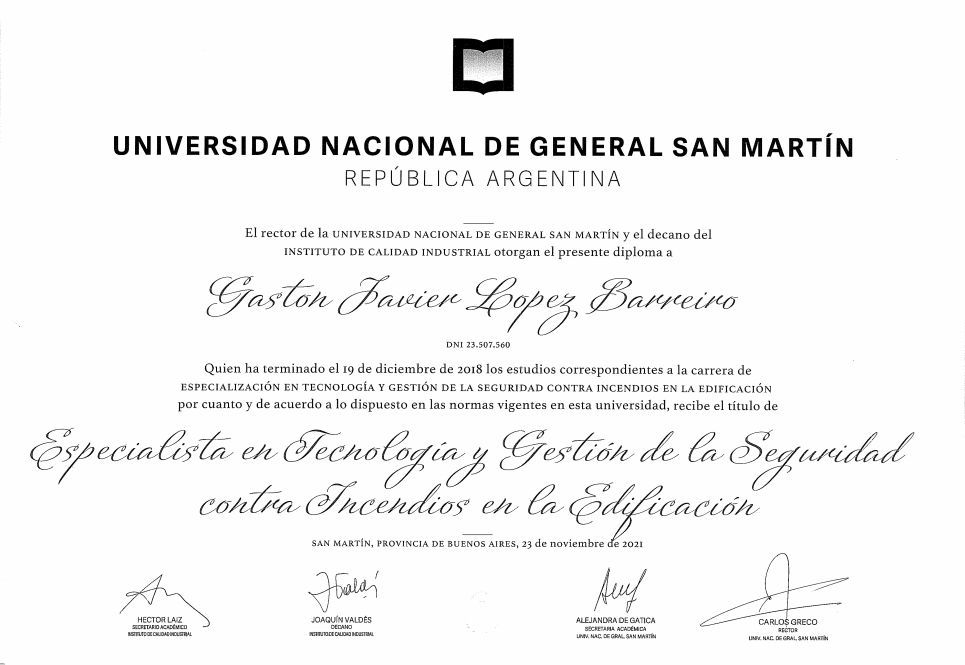 UNIVERSIDAD NACIONAL DE GENERAL SAN MARTÍN
REPÚBLICA ARGENTINA
El rector de la UNIVERSIDAD NACIONAL DE GENERAL SAN MARTÍN y el decano del
INSTITUTO DE CALIDAD INDUSTRIAL otorgan el presente diploma a
Gaston Javier Lopez Barreiro
DNI 23.507.560
Quien ha terminado el 19 de diciembre de 2018 los estudios correspondientes a la carrera de
ESPECIALIZACIÓN EN TECNOLOGÍA Y GESTIÓN DE LA SEGURIDAD CONTRA INCENDIOS EN LA EDIFICACIÓN
por cuanto y de acuerdo a lo dispuesto en las normas vigentes en esta universidad, recibe el título de
Especialista en Tecnología y Gestión de la Seguridad
contra Incendios en la Edificación
SAN MARTÍN, PROVINCIA DE BUENOS AIRES, 23 de noviembre de 2021
HECTOR LAIZ
SECRETARIO ACADÉMICO
INSTITUTO DE CALIDAD INDUSTRIAL
JOAQUÍN VALDÉS
DECANO
INSTITUTO DE CALIDAD INDUSTRIAL
ALEJANDRA DE GATICA
SECRETARIA ACADÉMICA
UNIV. NAC. DE GRAL. SAN MARTÍN
CARLOS GRECO
RECTOR
UNIV. NAC. DE GRAL. SAN MARTÍN